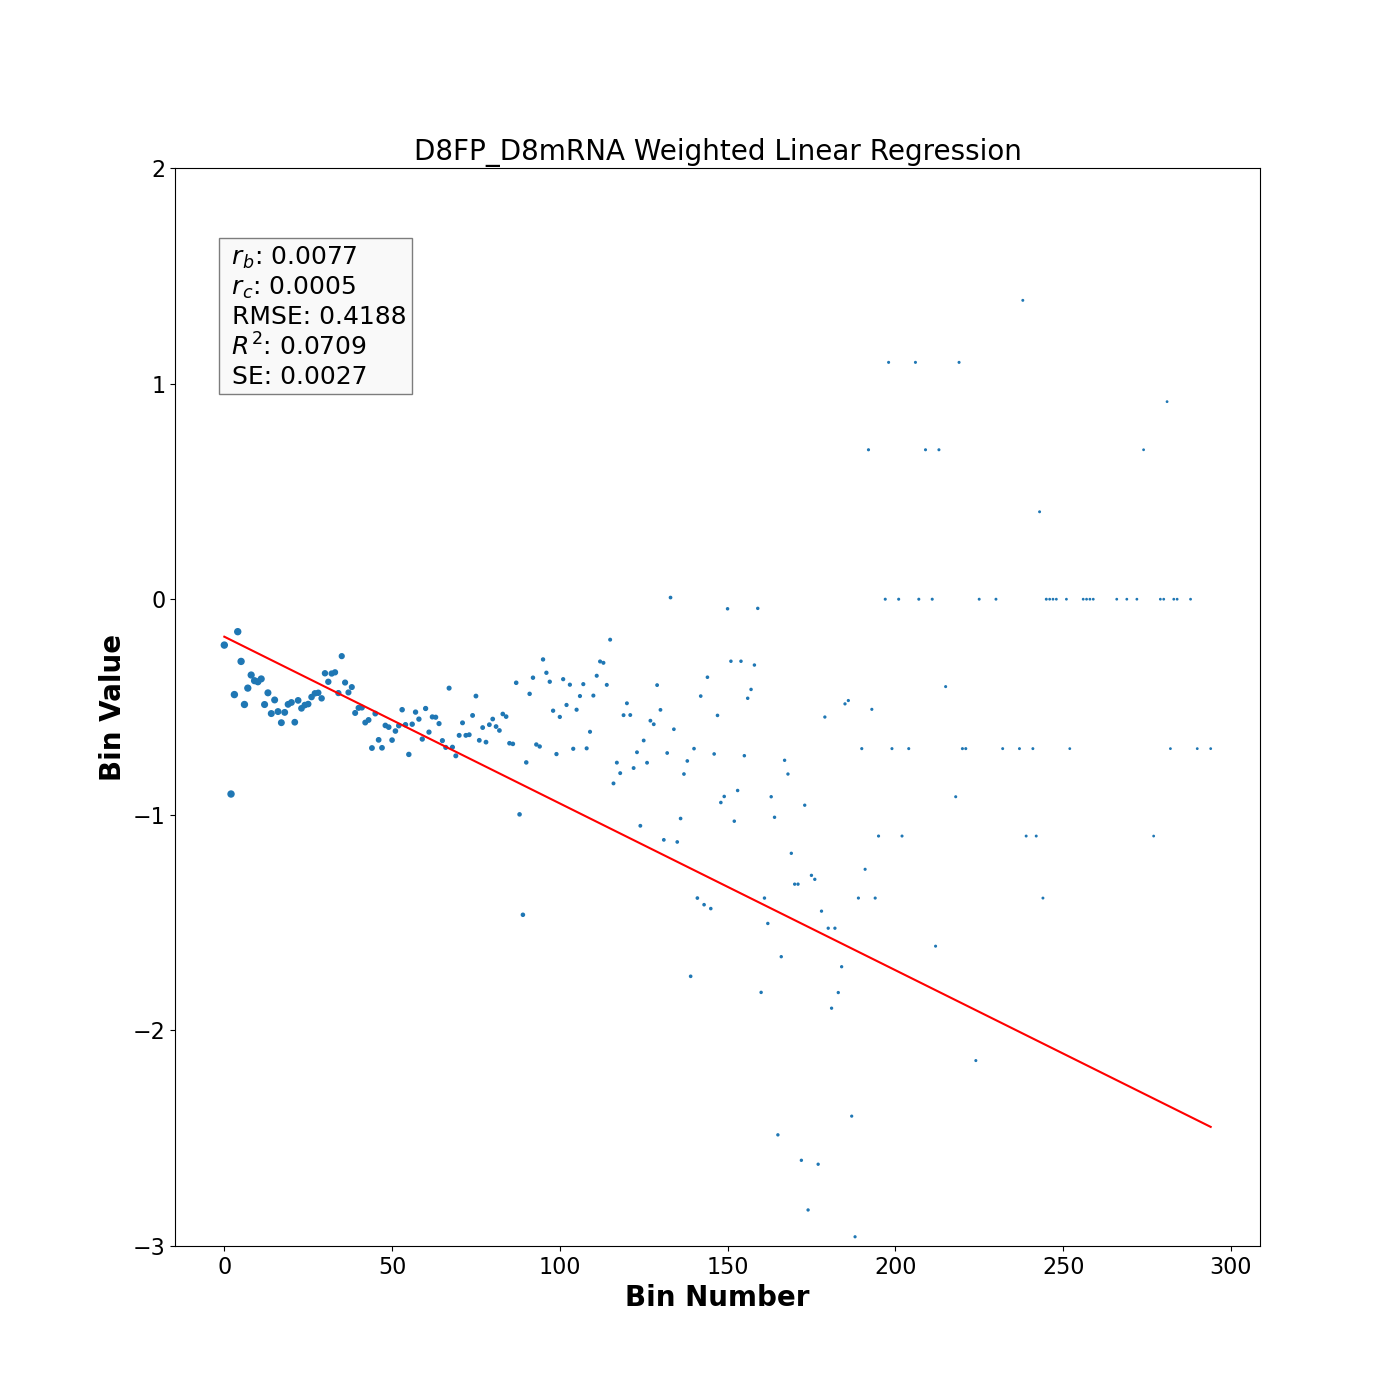 D8FP_D8mRNA Weighted Linear Regression
2
r_b: 0.0077
r_c: 0.0005
RMSE: 0.4188
R²: 0.0709
SE: 0.0027
1
0
−1
−2
−3
Bin Value
0 50 100 150 200 250 300
Bin Number